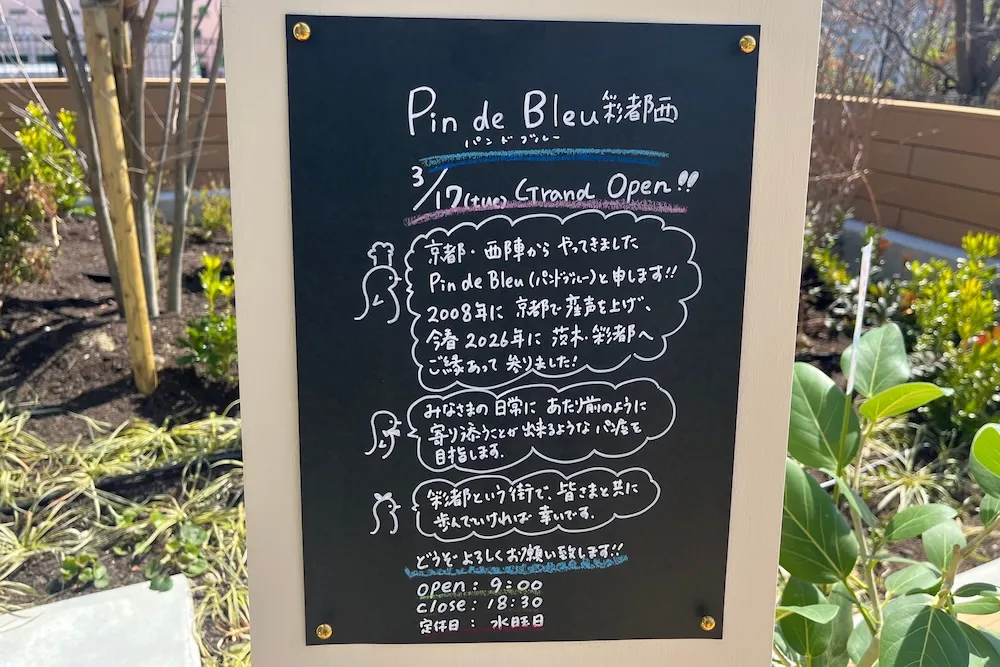 Pin de Bleu 彩都西
パンドブルー
3/17(tue) Grand Open!!
京都・西陣から やってきました
Pin de Bleu (パンドブルー)と申します!!
2008年に 京都で産声を上げ、
今春 2026年に 茨木・彩都へ
ご縁あって 参りました!
みなさまの 日常に あたり前のように
寄り添うことが 出来るような パン屋を
目指します。
彩都という街で、皆さまと共に
歩んでいければ 幸いです。
どうぞ よろしくお願い致します!!
open : 9:00
close : 18:30
定休日 : 水曜日